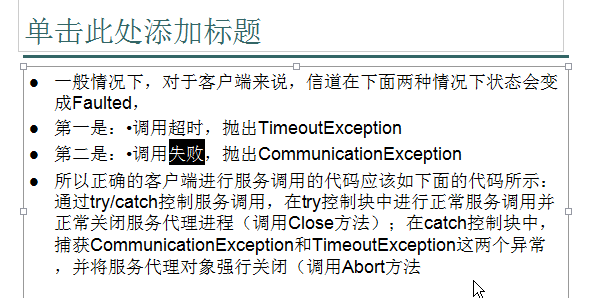 单击此处添加标题
● 一般情况下，对于客户端来说，信道在下面两种情况下状态会变
成Faulted，
● 第一是：•调用超时，抛出TimeoutException
● 第二是：•调用失败，抛出CommunicationException
● 所以正确的客户端进行服务调用的代码应该如下面的代码所示：
通过try/catch控制服务调用，在try控制块中进行正常服务调用并
正常关闭服务代理进程（调用Close方法）；在catch控制块中，
捕获CommunicationException和TimeoutException这两个异常
，并将服务代理对象强行关闭（调用Abort方法